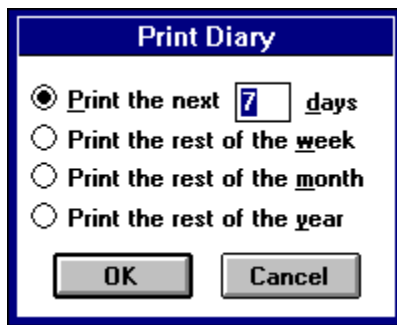 Print Diary
Print the next 7 days
Print the rest of the week
Print the rest of the month
Print the rest of the year
OK Cancel